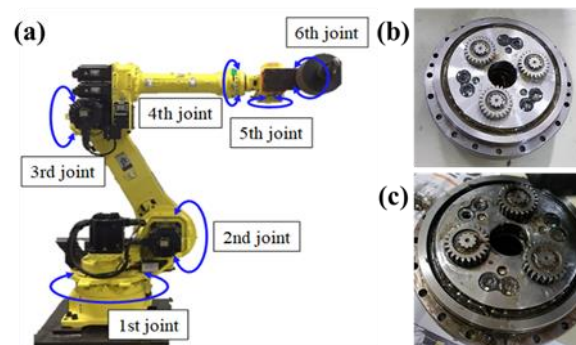 (a)
6th joint
(b)
4th joint
5th joint
3rd joint
2nd joint
(c)
1st joint